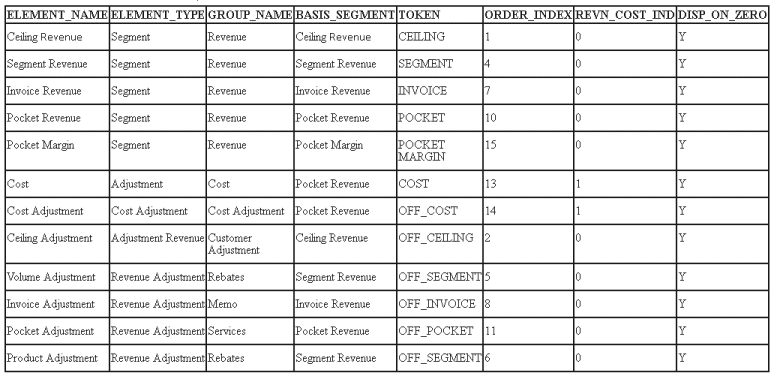 ELEMENT_NAME ELEMENT_TYPE GROUP_NAME BASIS_SEGMENT TOKEN ORDER_INDEX REVN_COST_IND DISP_ON_ZERO
Ceiling Revenue Segment Revenue Ceiling Revenue CEILING 1 0 Y
Segment Revenue Segment Revenue Segment Revenue SEGMENT 4 0 Y
Invoice Revenue Segment Revenue Invoice Revenue INVOICE 7 0 Y
Pocket Revenue Segment Revenue Pocket Revenue POCKET 10 0 Y
Pocket Margin Segment Revenue Pocket Margin POCKET 15 0 Y
MARGIN
Cost Adjustment Cost Pocket Revenue COST 13 1 Y
Cost Adjustment Cost Adjustment Cost Adjustment Pocket Revenue OFF_COST 14 1 Y
Ceiling Adjustment Adjustment Revenue Customer Ceiling Revenue OFF_CEILING 2 0 Y
Adjustment
Volume Adjustment Revenue Adjustment Rebates Segment Revenue OFF_SEGMENT 5 0 Y
Invoice Adjustment Revenue Adjustment Memo Invoice Revenue OFF_INVOICE 8 0 Y
Pocket Adjustment Revenue Adjustment Services Pocket Revenue OFF_POCKET 11 0 Y
Product Adjustment Revenue Adjustment Rebates Segment Revenue OFF_SEGMENT 6 0 Y